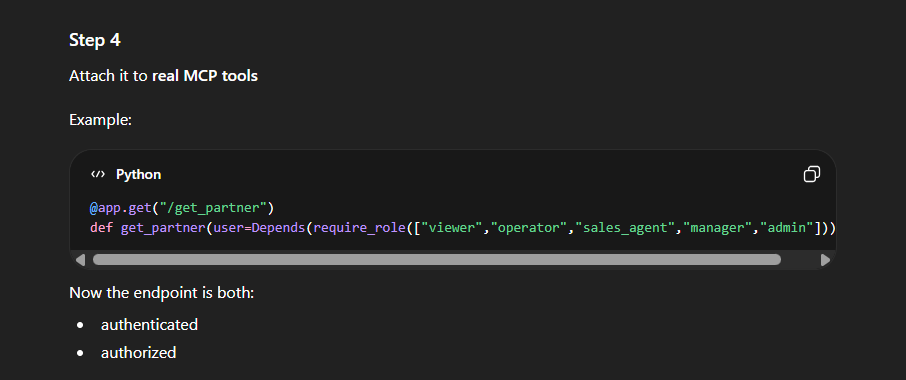 Step 4
Attach it to real MCP tools
Example:
</> Python
@app.get("/get_partner")
def get_partner(user=Depends(require_role(["viewer","operator","sales_agent","manager","admin"]))
Now the endpoint is both:
• authenticated
• authorized